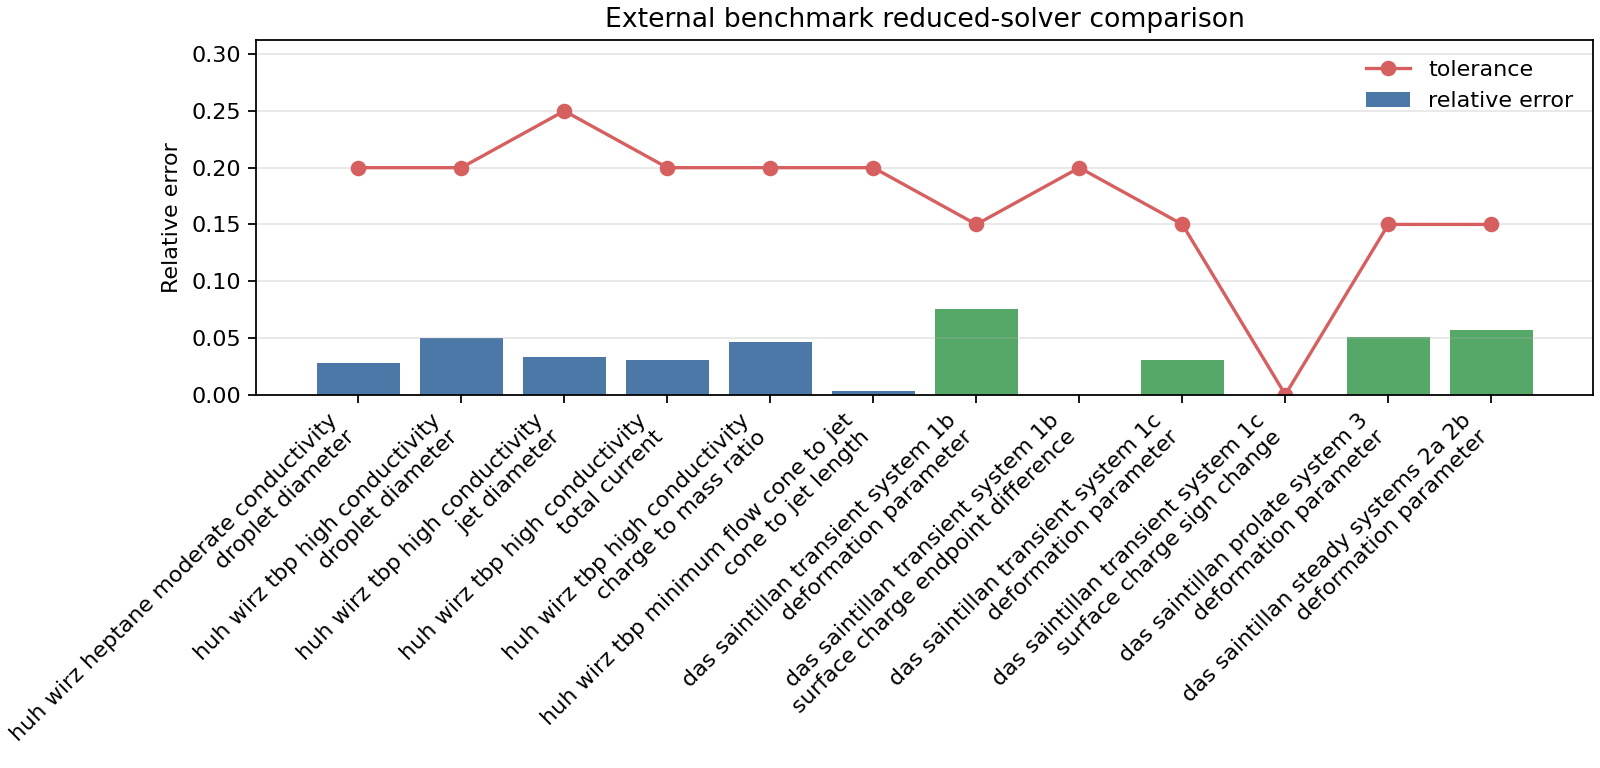 External benchmark reduced-solver comparison
Relative error
0.30
0.25
0.20
0.15
0.10
0.05
0.00
tolerance
relative error
huh wirz heptane moderate conductivity
droplet diameter
huh wirz tbp high conductivity
droplet diameter
huh wirz tbp high conductivity
jet diameter
huh wirz tbp high conductivity
total current
huh wirz tbp high conductivity
charge to mass ratio
huh wirz tbp minimum flow cone to jet
cone to jet length
das saintillan transient system 1b
deformation parameter
das saintillan transient system 1b
surface charge endpoint difference
das saintillan transient system 1c
deformation parameter
das saintillan transient system 1c
surface charge sign change
das saintillan prolate system 3
deformation parameter
das saintillan steady systems 2a 2b
deformation parameter